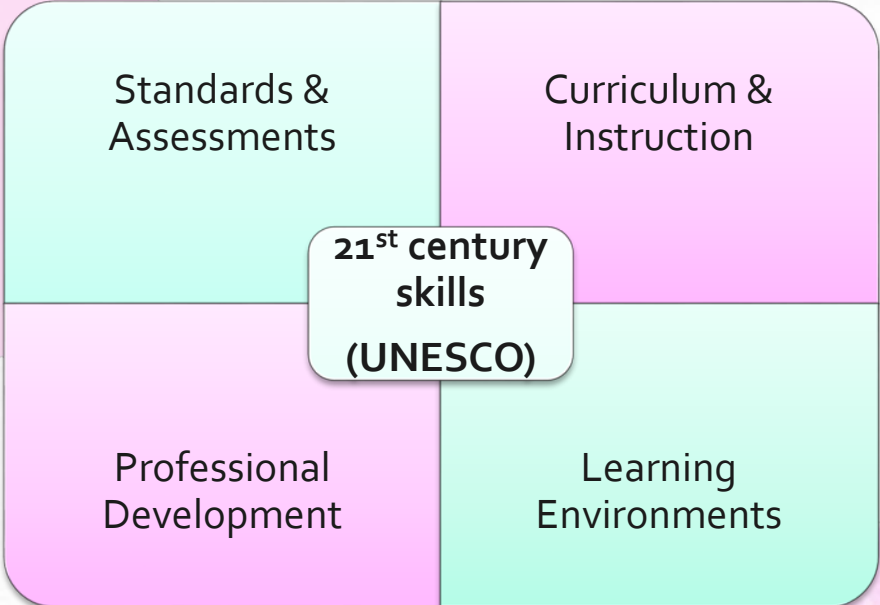 Standards &
Assessments
Curriculum &
Instruction
21st century
skills
(UNESCO)
Professional
Development
Learning
Environments